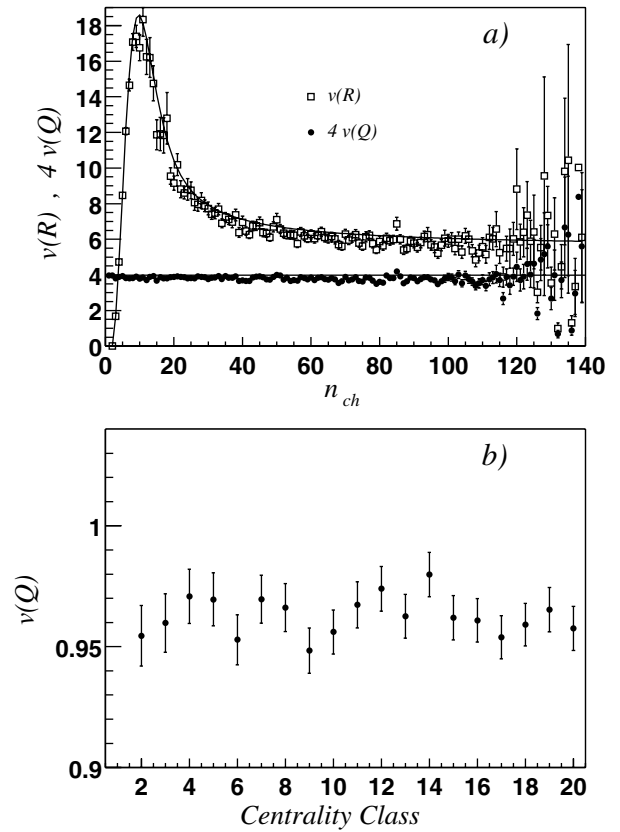 a)
v(R)
4 v(Q)
v(R) , 4 v(Q)
18
16
14
12
10
8
6
4
2
0
0 20 40 60 80 100 120 140
n ch
b)
v(Q)
1
0.95
0.9
2 4 6 8 10 12 14 16 18 20
Centrality Class